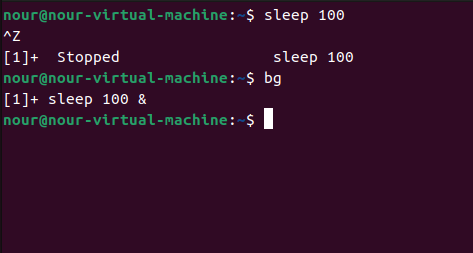 nour@nour-virtual-machine:~$ sleep 100
^Z
[1]+  Stopped                 sleep 100
nour@nour-virtual-machine:~$ bg
[1]+ sleep 100 &
nour@nour-virtual-machine:~$